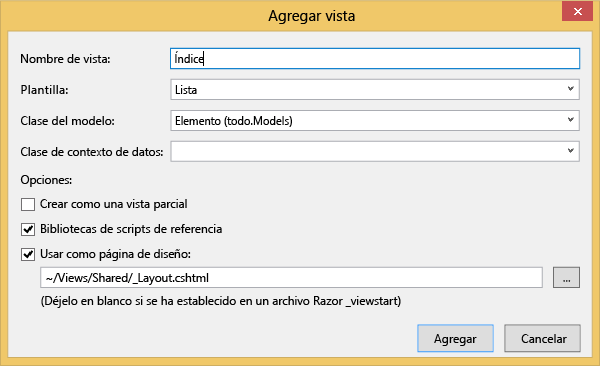 Agregar vista
Nombre de vista: Índice
Plantilla: Lista
Clase del modelo: Elemento (todo.Models)
Clase de contexto de datos:
Opciones:
Crear como una vista parcial
Bibliotecas de scripts de referencia
Usar como página de diseño:
~/Views/Shared/_Layout.cshtml ...
(Déjelo en blanco si se ha establecido en un archivo Razor _viewstart)
Agregar Cancelar